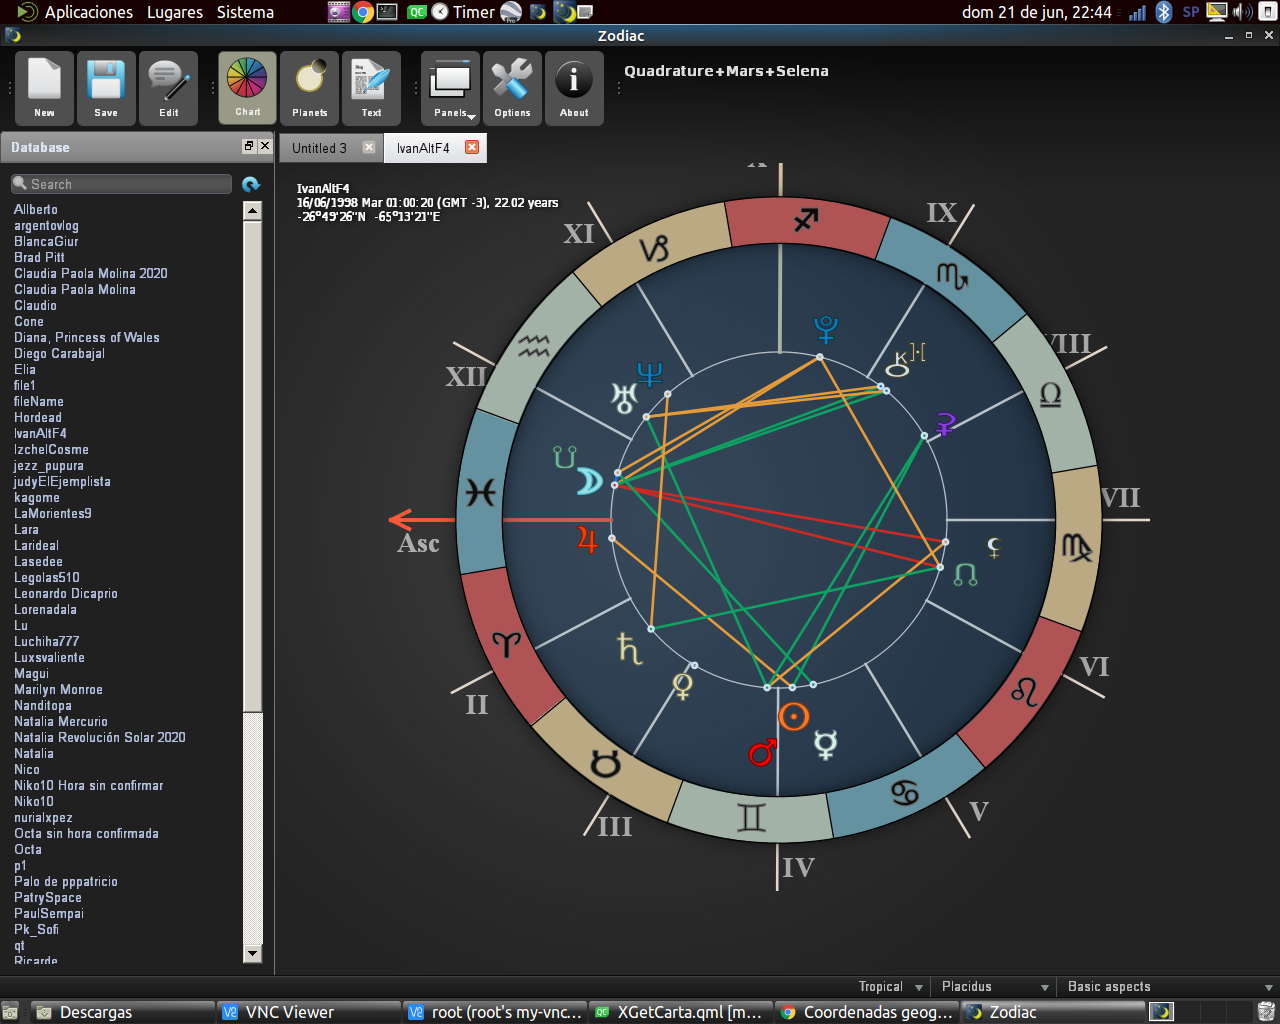 Aplicaciones Lugares Sistema
Timer
dom 21 de jun, 22:44
SP
Zodiac
New
Save
Edit
Chart
Planets
Text
Panels
Options
About
Quadrature+Mars+Selena
Database
Untitled 3
IvanAltF4
Search
IvanAltF4
16/06/1998 Mar 01:00:20 (GMT -3), 22.02 years
-26º49'26"N -65º13'21"E
Allberto
argentovlog
BlancaGiur
Brad Pitt
Claudia Paola Molina 2020
Claudia Paola Molina
Claudio
Cone
Diana, Princess of Wales
Diego Carabajal
Elia
file1
fileName
Hordead
IvanAltF4
IzchelCosme
jezz_pupura
judyElEjemplista
kagome
LaMorientes9
Lara
Larideal
Lasedee
Legolas510
Leonardo Dicaprio
Lorenadala
Lu
Luchiha777
Luxsvaliente
Magui
Marilyn Monroe
Nanditopa
Natalia Mercurio
Natalia Revolución Solar 2020
Natalia
Nico
Niko10 Hora sin confirmar
Niko10
nurialxpez
Octa sin hora confirmada
Octa
p1
Palo de pppatricio
PatrySpace
PaulSempai
Pk_Sofi
qt
Ricarde
X
IX
XI
VIII
XII
VII
Asc
VI
II
V
III
IV
Tropical
Placidus
Basic aspects
Descargas
VNC Viewer
root (root's my-vnc...
XGetCarta.qml [m...
Coordenadas geog...
Zodiac